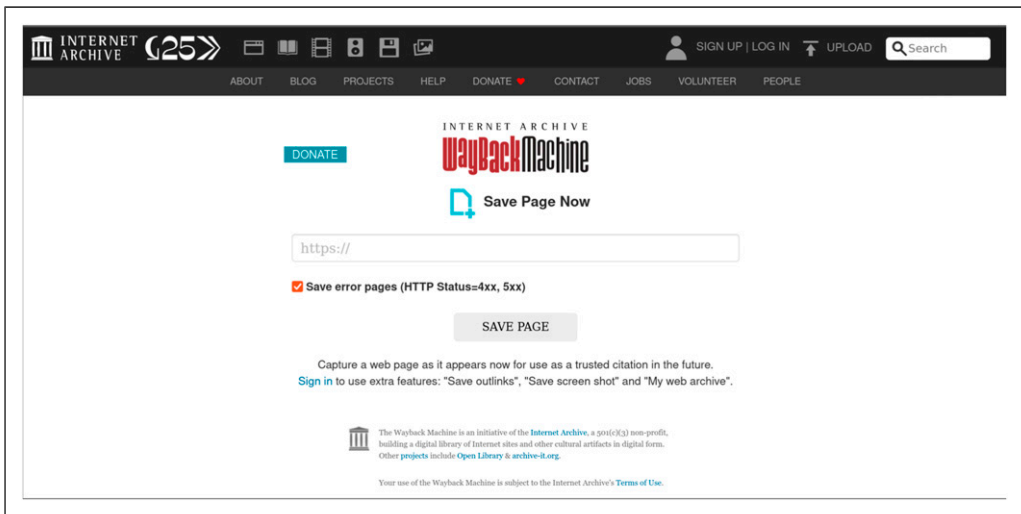 INTERNET ARCHIVE 25 SIGN UP | LOG IN UPLOAD Search
ABOUT BLOG PROJECTS HELP DONATE CONTACT JOBS VOLUNTEER PEOPLE
INTERNET ARCHIVE
DONATE
WayBackMachine
Save Page Now
https://
Save error pages (HTTP Status=4xx, 5xx)
SAVE PAGE
Capture a web page as it appears now for use as a trusted citation in the future.
Sign in to use extra features: "Save outlinks", "Save screen shot" and "My web archive".
The Wayback Machine is an initiative of the Internet Archive, a 501(c)(3) non-profit,
building a digital library of Internet sites and other cultural artifacts in digital form.
Other projects include Open Library & archive-it.org.
Your use of the Wayback Machine is subject to the Internet Archive's Terms of Use.